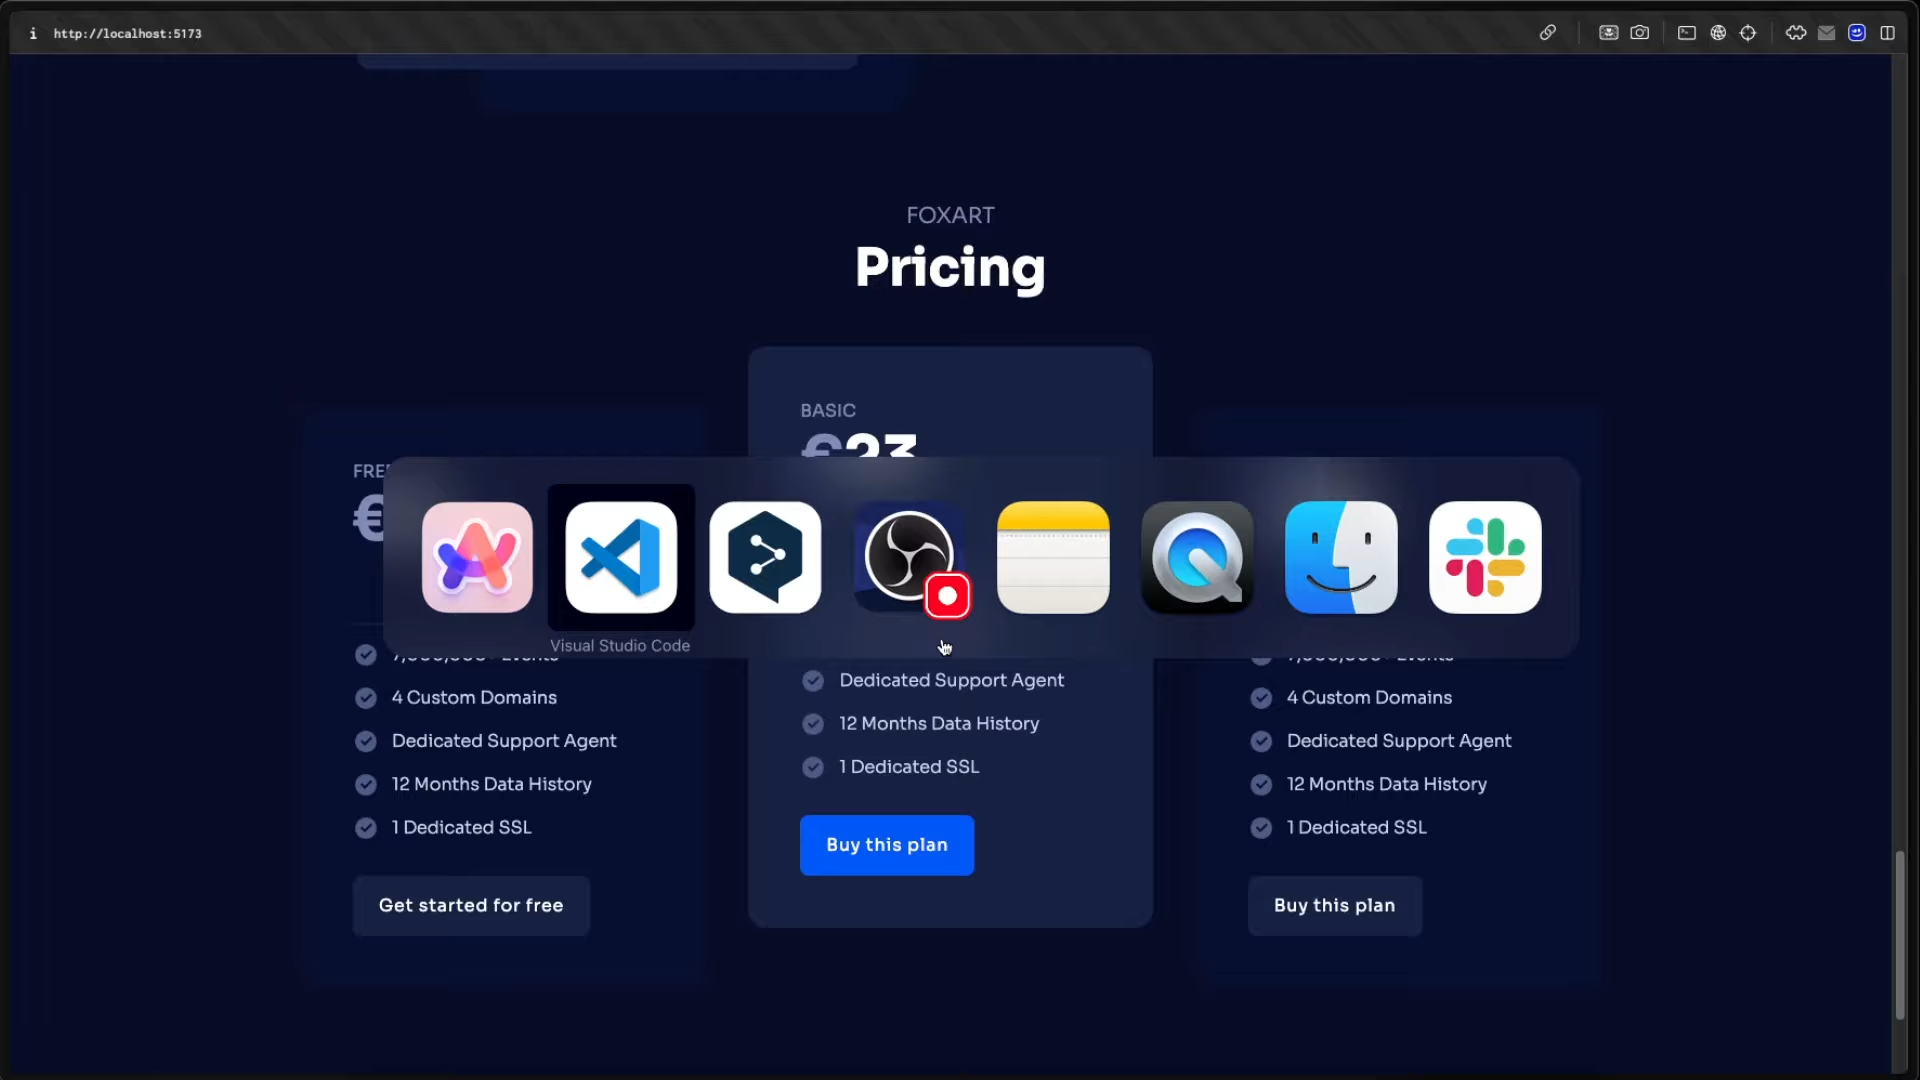 http://localhost:5173
FOXART
Pricing
BASIC
€23
FREE
€
Visual Studio Code
4 Custom Domains
Dedicated Support Agent
12 Months Data History
1 Dedicated SSL
Get started for free
Dedicated Support Agent
12 Months Data History
1 Dedicated SSL
Buy this plan
4 Custom Domains
Dedicated Support Agent
12 Months Data History
1 Dedicated SSL
Buy this plan